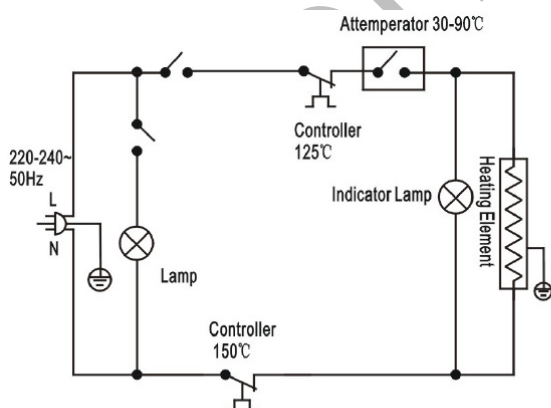 Attemperator 30-90℃
Controller
125℃
220-240~
50Hz
L
N
Indicator Lamp
Heating Element
Lamp
Controller
150℃